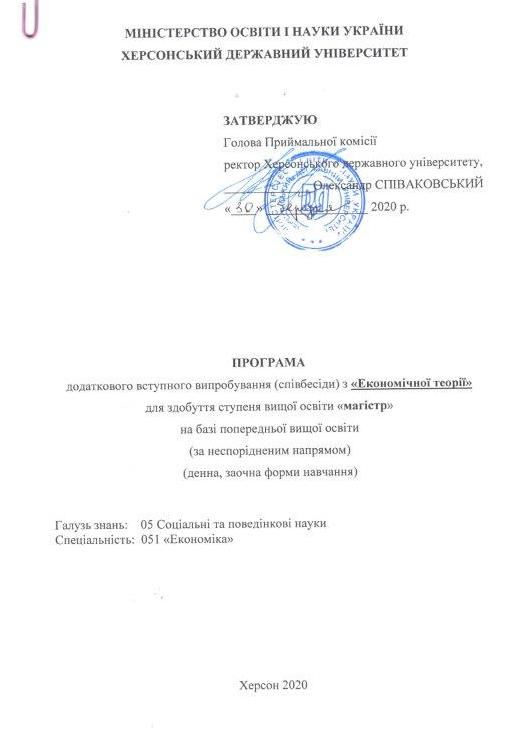 МІНІСТЕРСТВО ОСВІТИ І НАУКИ УКРАЇНИ
ХЕРСОНСЬКИЙ ДЕРЖАВНИЙ УНІВЕРСИТЕТ
ЗАТВЕРДЖУЮ
Голова Приймальної комісії
ректор Херсонського державного університету,
Олександр СПІВАКОВСЬКИЙ
«30» березня 2020 р.
ПРОГРАМА
додаткового вступного випробування (співбесіди) з «Економічної теорії»
для здобуття ступеня вищої освіти «магістр»
на базі попередньої вищої освіти
(за неспорідненим напрямом)
(денна, заочна форми навчання)
Галузь знань: 05 Соціальні та поведінкові науки
Спеціальність: 051 «Економіка»
Херсон 2020